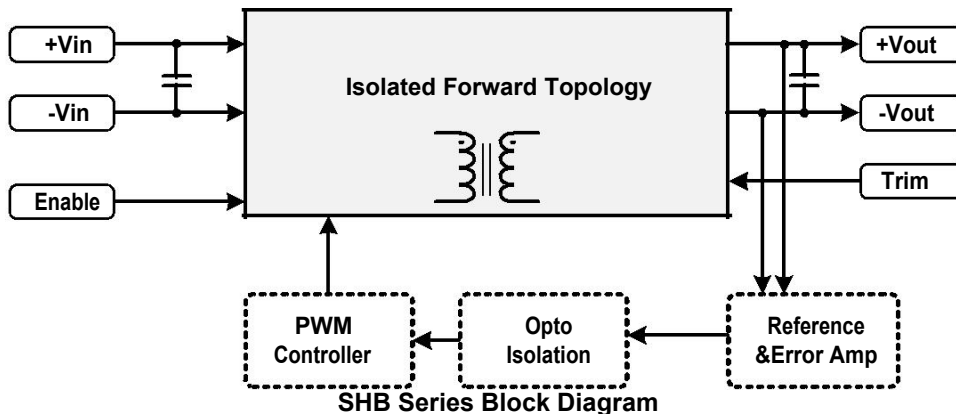 +Vin
+Vout
Isolated Forward Topology
-Vin
-Vout
Enable
Trim
PWM
Controller
Opto
Isolation
Reference
&Error Amp
SHB Series Block Diagram